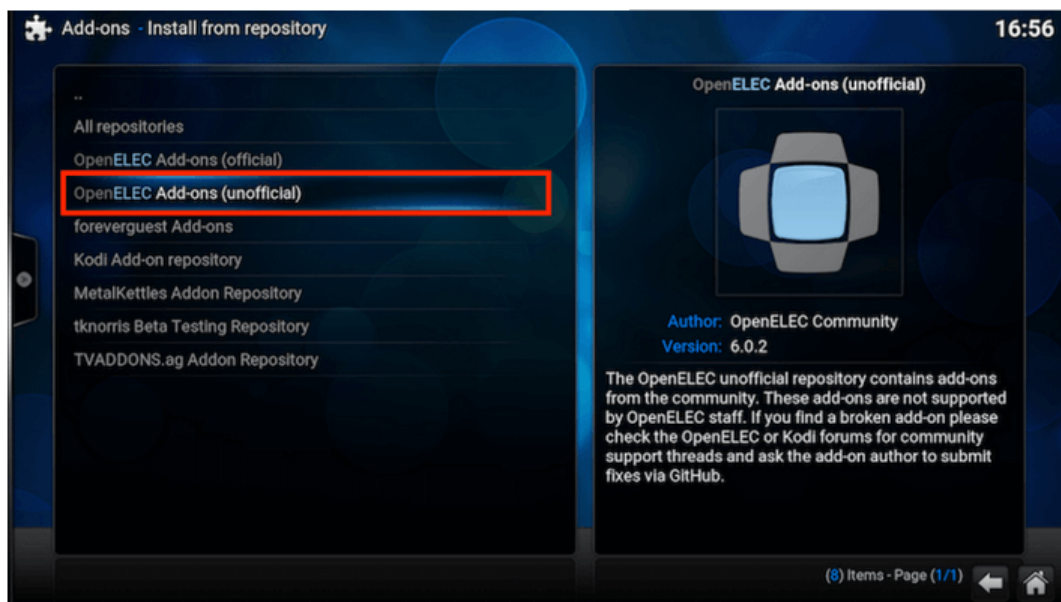 Add-ons - Install from repository
16:56
..
All repositories
OpenELEC Add-ons (official)
OpenELEC Add-ons (unofficial)
foreverguest Add-ons
Kodi Add-on repository
MetalKettles Addon Repository
tknorris Beta Testing Repository
TVADDONS.ag Addon Repository
OpenELEC Add-ons (unofficial)
Author: OpenELEC Community
Version: 6.0.2
The OpenELEC unofficial repository contains add-ons
from the community. These add-ons are not supported
by OpenELEC staff. If you find a broken add-on please
check the OpenELEC or Kodi forums for community
support threads and ask the add-on author to submit
fixes via GitHub.
(8) Items - Page (1/1)